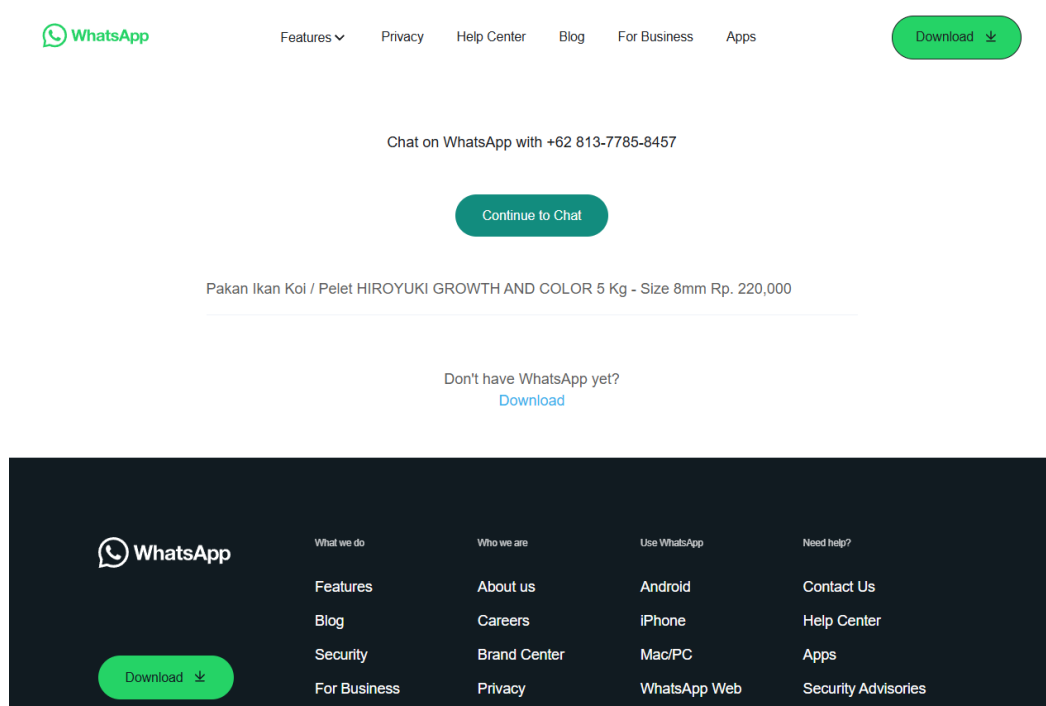 WhatsApp
Features Privacy Help Center Blog For Business Apps
Download
Chat on WhatsApp with +62 813-7785-8457
Continue to Chat
Pakan Ikan Koi / Pelet HIROYUKI GROWTH AND COLOR 5 Kg - Size 8mm Rp. 220,000
Don't have WhatsApp yet?
Download
WhatsApp
Download
What we do
Features
Blog
Security
For Business
Who we are
About us
Careers
Brand Center
Privacy
Use WhatsApp
Android
iPhone
Mac/PC
WhatsApp Web
Need help?
Contact Us
Help Center
Apps
Security Advisories